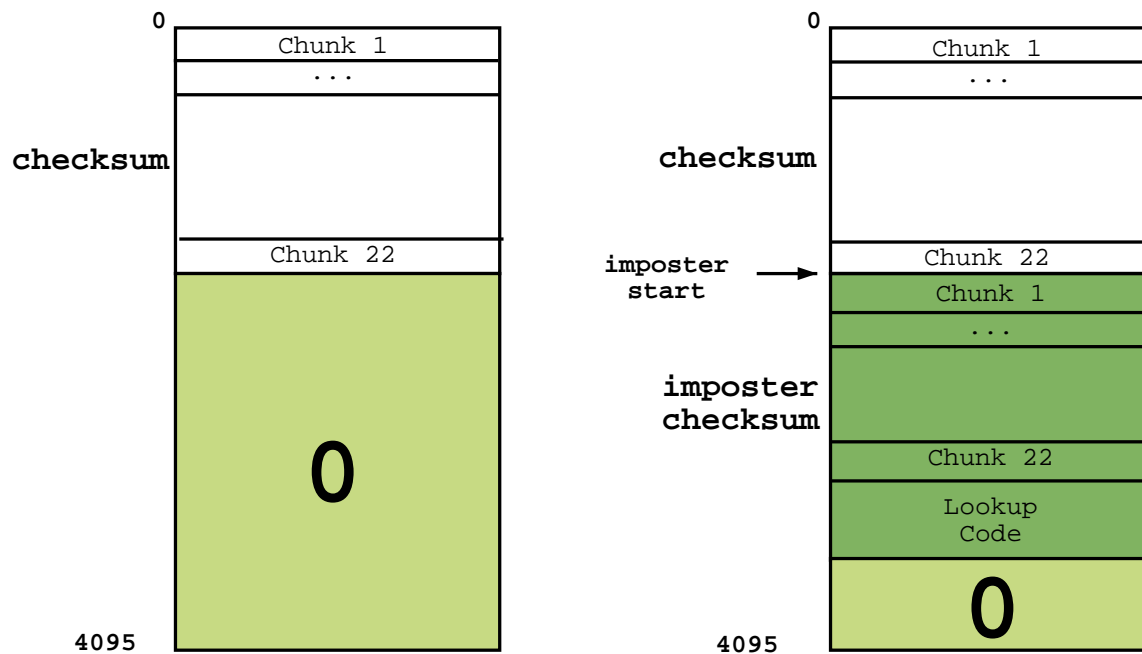 0
Chunk 1
...
checksum
Chunk 22
0
4095
0
Chunk 1
...
checksum
Chunk 22
imposter
start
Chunk 1
...
imposter
checksum
Chunk 22
Lookup
Code
0
4095